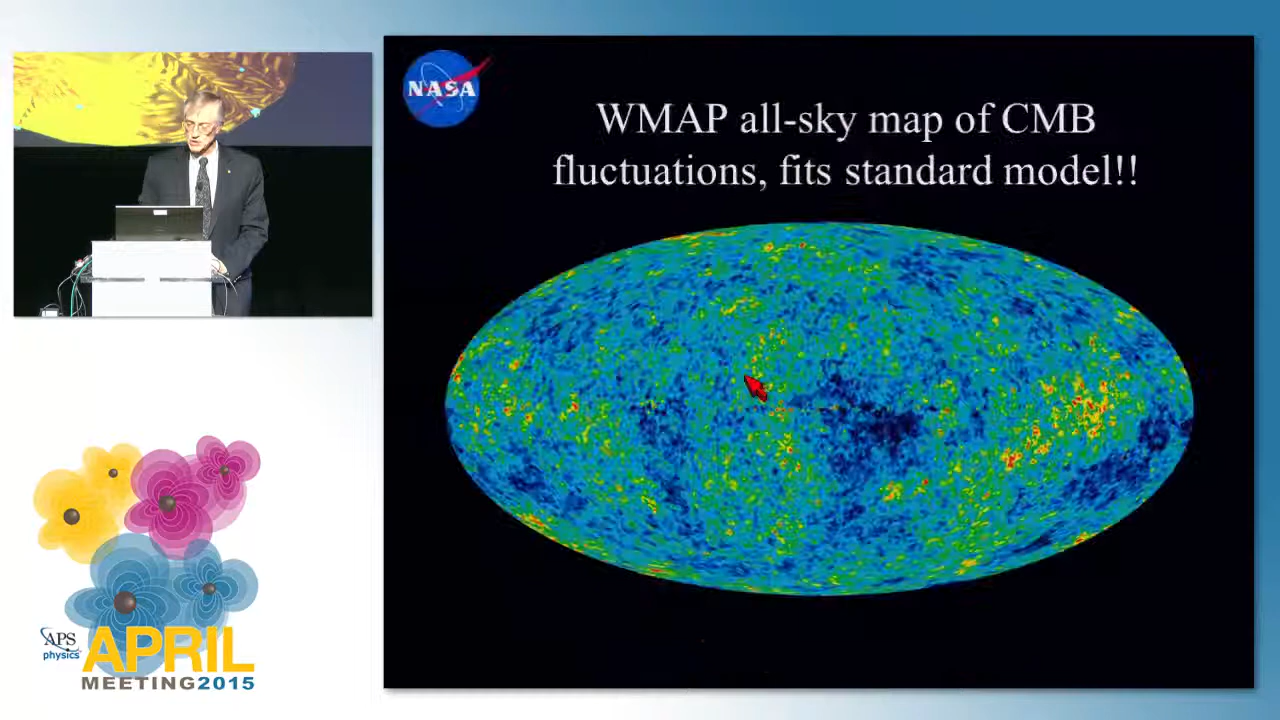 NASA
WMAP all-sky map of CMB
fluctuations, fits standard model!!
APS
physics
APRIL
MEETING2015